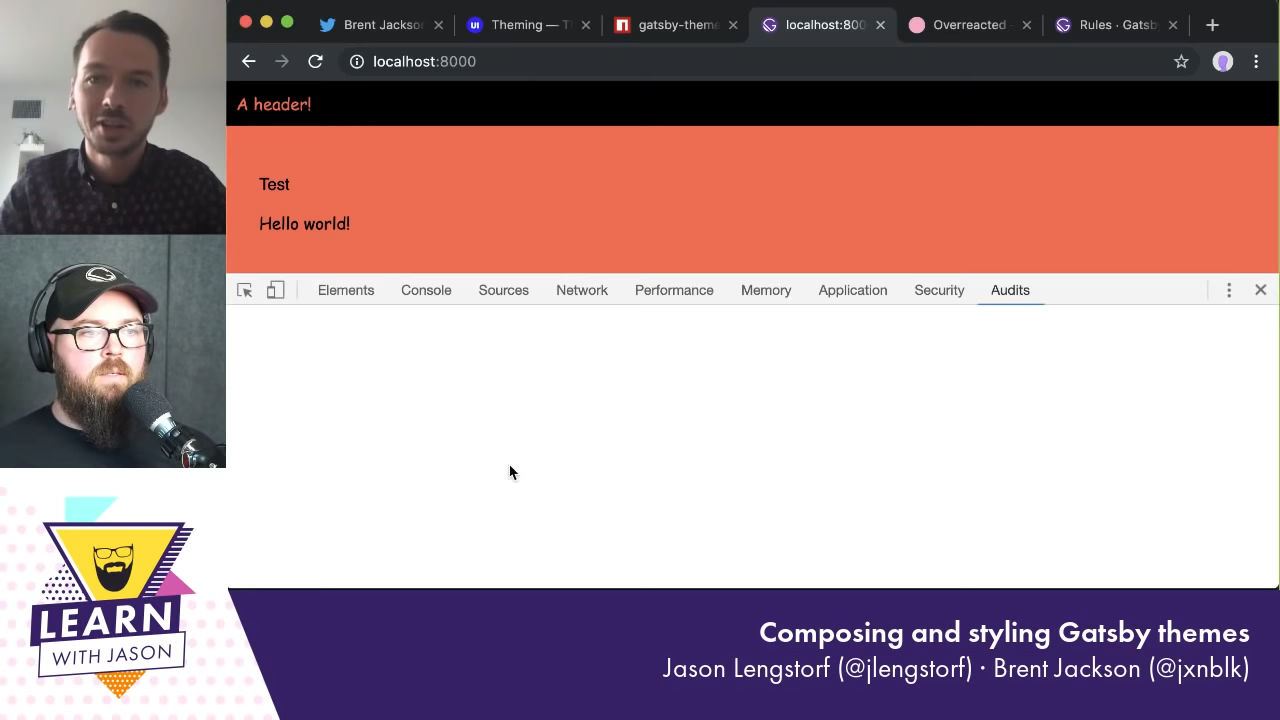 Brent Jackso
Theming — T
gatsby-theme
localhost:800
Overreacted
Rules · Gatsb
localhost:8000
A header!
Test
Hello world!
Elements Console Sources Network Performance Memory Application Security Audits
LEARN
WITH JASON
Composing and styling Gatsby themes
Jason Lengstorf (@jlengstorf) · Brent Jackson (@jxnblk)